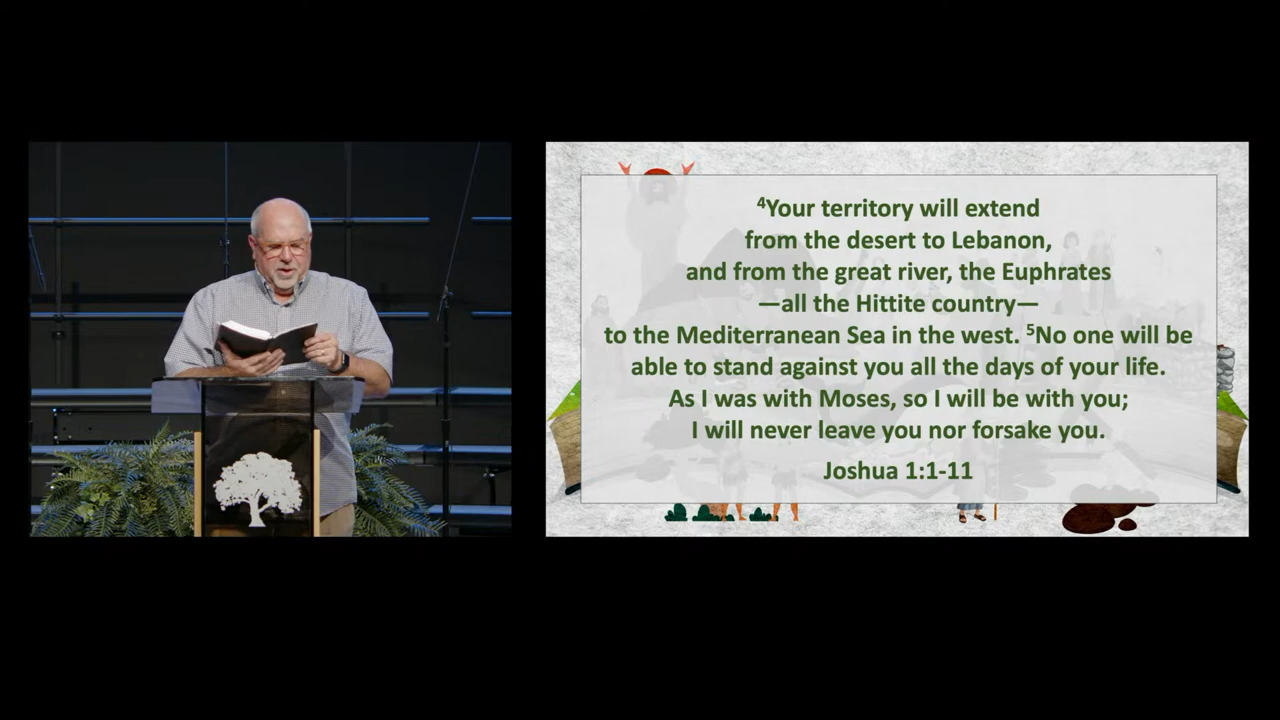 ⁴Your territory will extend
from the desert to Lebanon,
and from the great river, the Euphrates
—all the Hittite country—
to the Mediterranean Sea in the west. ⁵No one will be
able to stand against you all the days of your life.
As I was with Moses, so I will be with you;
I will never leave you nor forsake you.
Joshua 1:1-11